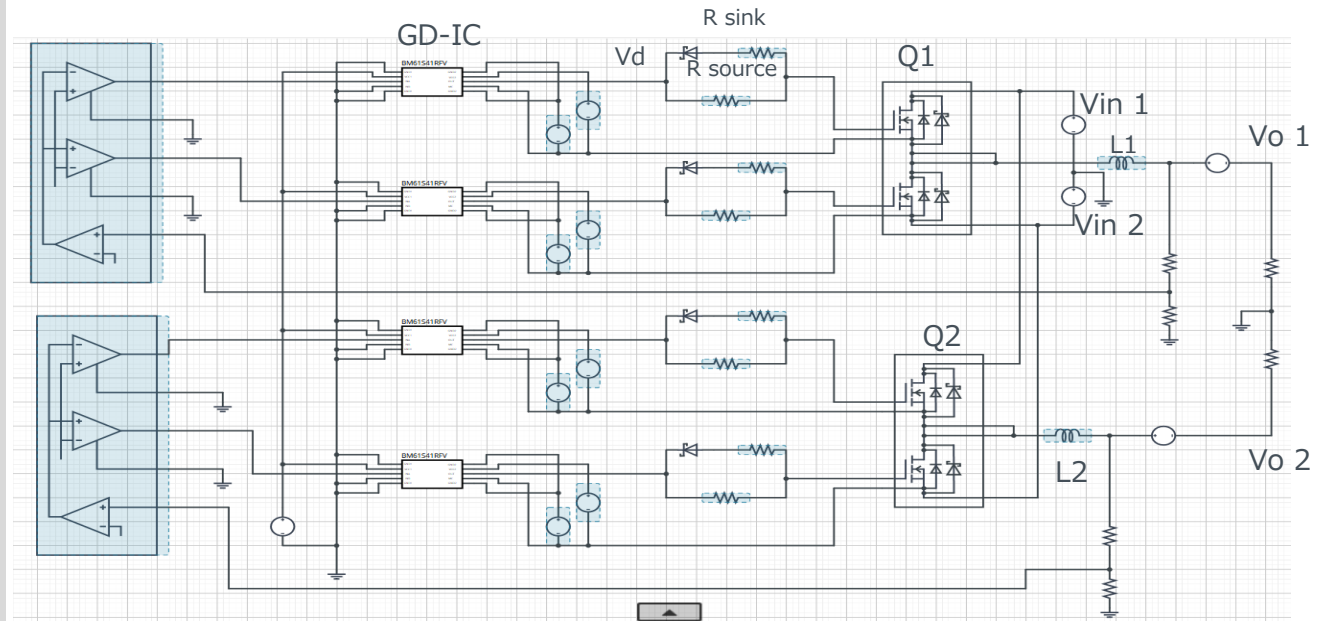 R sink
GD-IC
Vd
Q1
BM61S41RFV
R source
Vin 1
Vo 1
L1
BM61S41RFV
Vin 2
BM61S41RFV
Q2
BM61S41RFV
L2
Vo 2